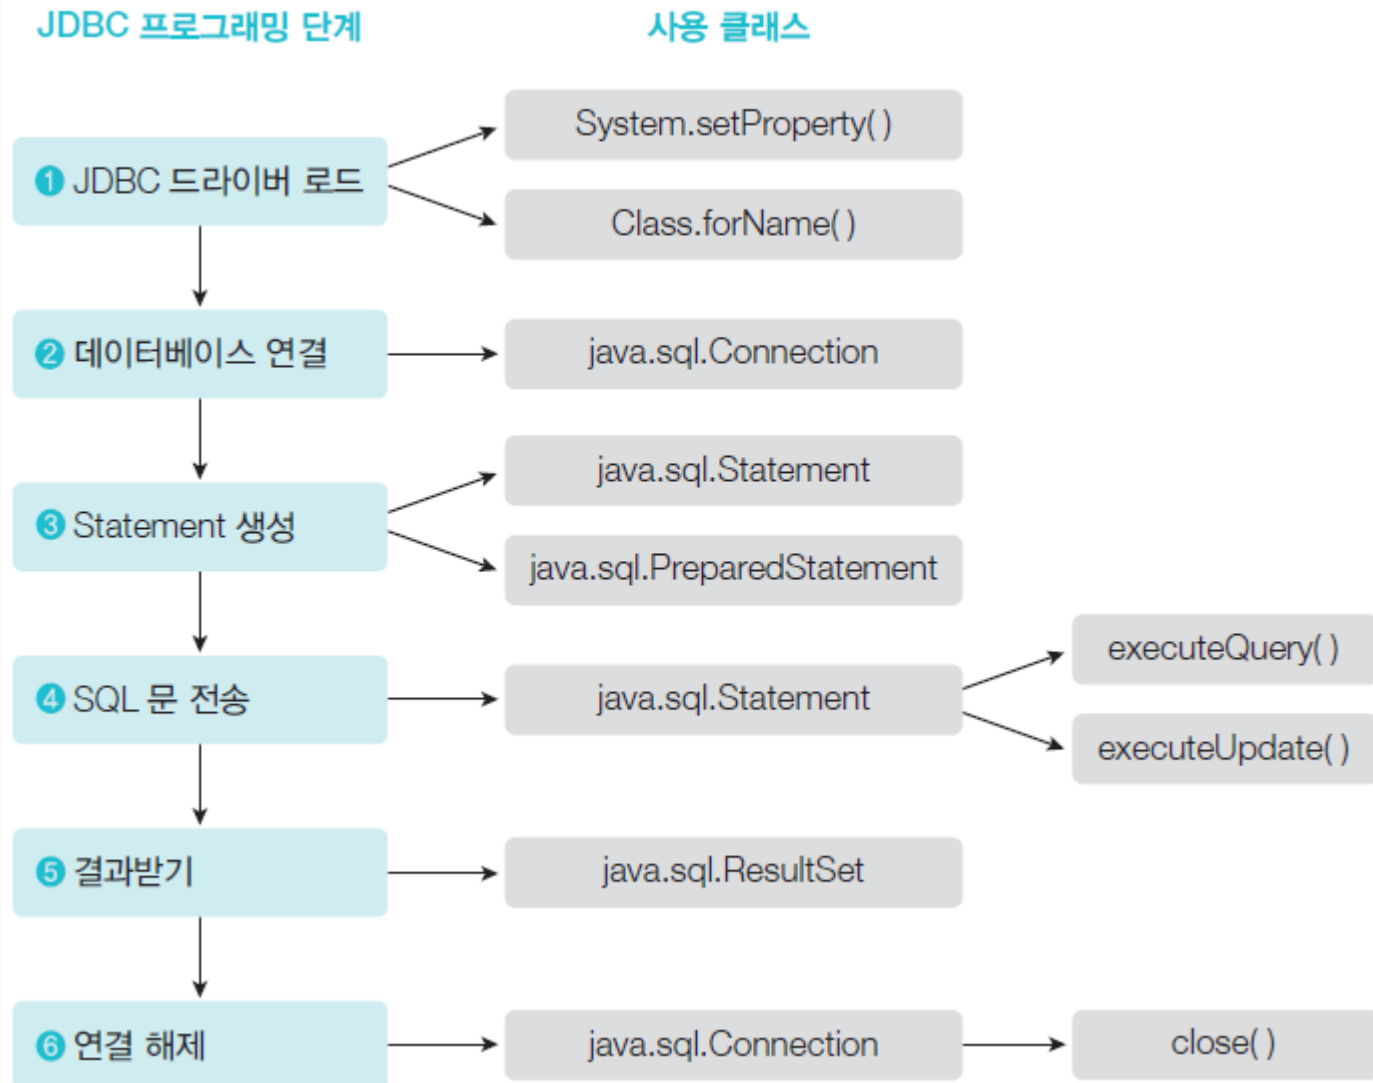 JDBC 프로그래밍 단계
사용 클래스
System.setProperty( )
❶ JDBC 드라이버 로드
Class.forName( )
❷ 데이터베이스 연결
java.sql.Connection
java.sql.Statement
❸ Statement 생성
java.sql.PreparedStatement
executeQuery( )
❹ SQL 문 전송
java.sql.Statement
executeUpdate( )
❺ 결과받기
java.sql.ResultSet
❻ 연결 해제
java.sql.Connection
close( )